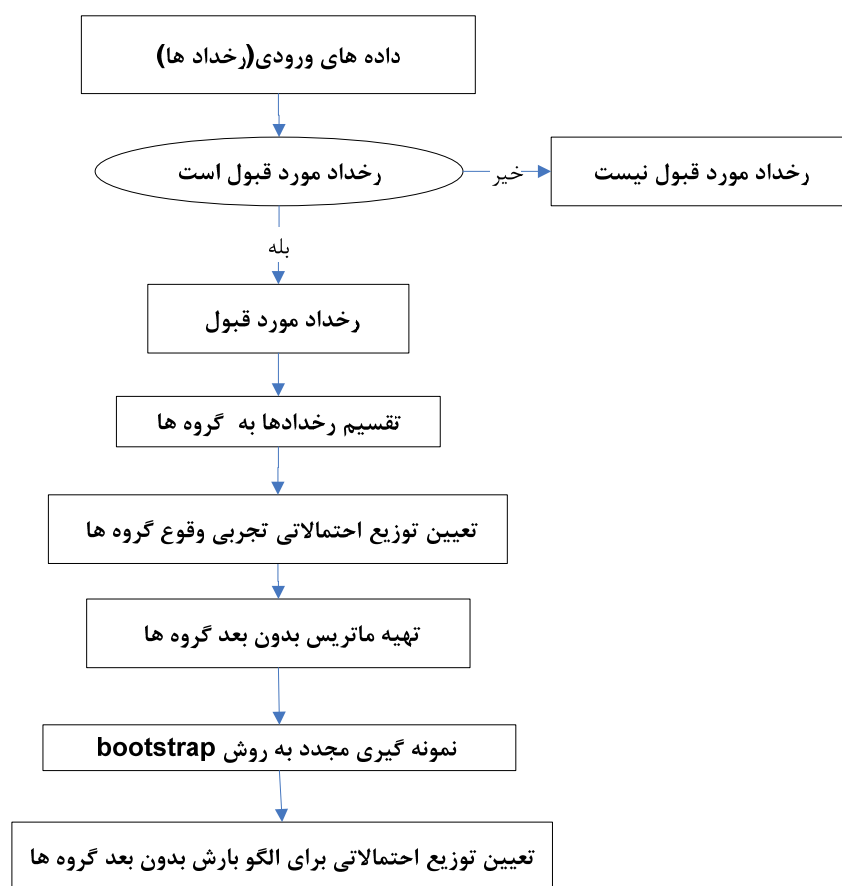 داده های ورودی(رخداد ها)
رخداد مورد قبول است
خیر
رخداد مورد قبول نیست
بله
رخداد مورد قبول
تقسیم رخدادها به گروه ها
تعیین توزیع احتمالاتی تجربی وقوع گروه ها
تهیه ماتریس بدون بعد گروه ها
نمونه گیری مجدد به روش bootstrap
تعیین توزیع احتمالاتی برای الگو بارش بدون بعد گروه ها